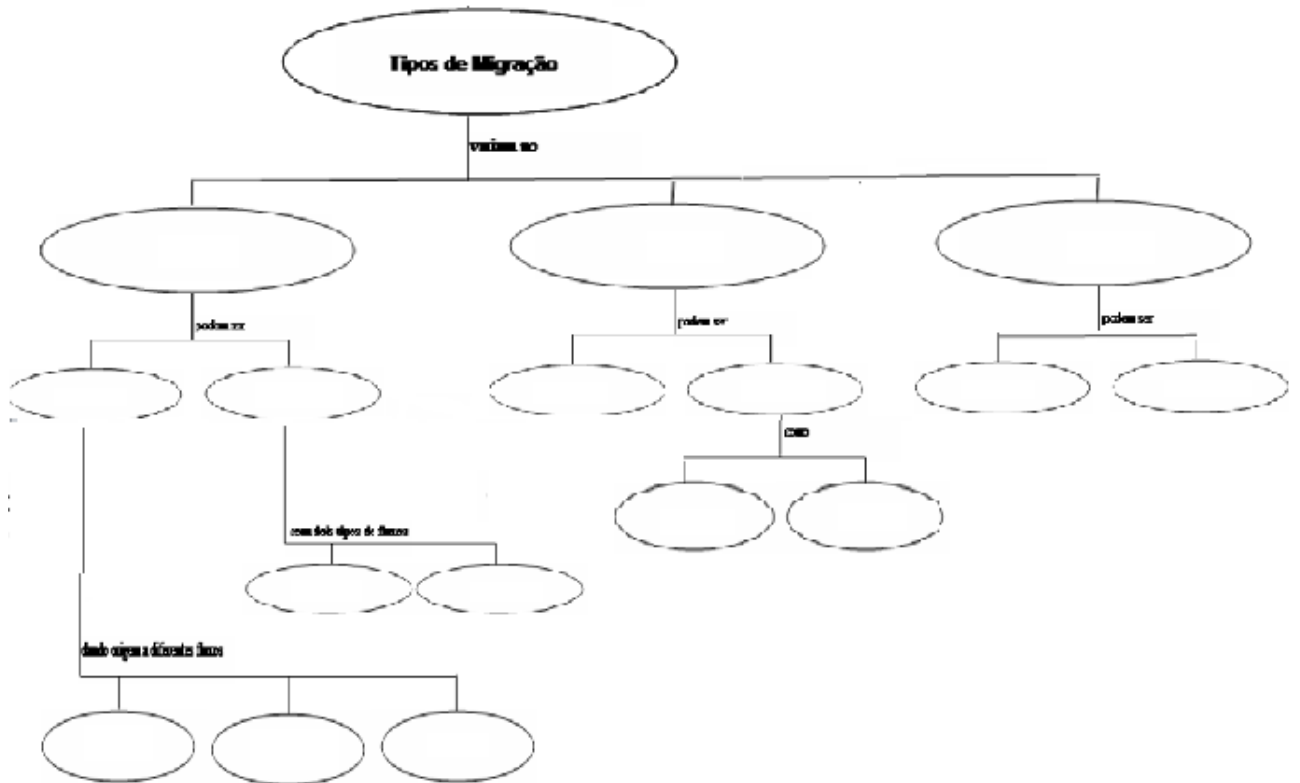 Tipos de Migração
variam no
podem ser
podem ser
podem ser
como
com dois tipos de fluxos
dando origem a diferentes fluxos